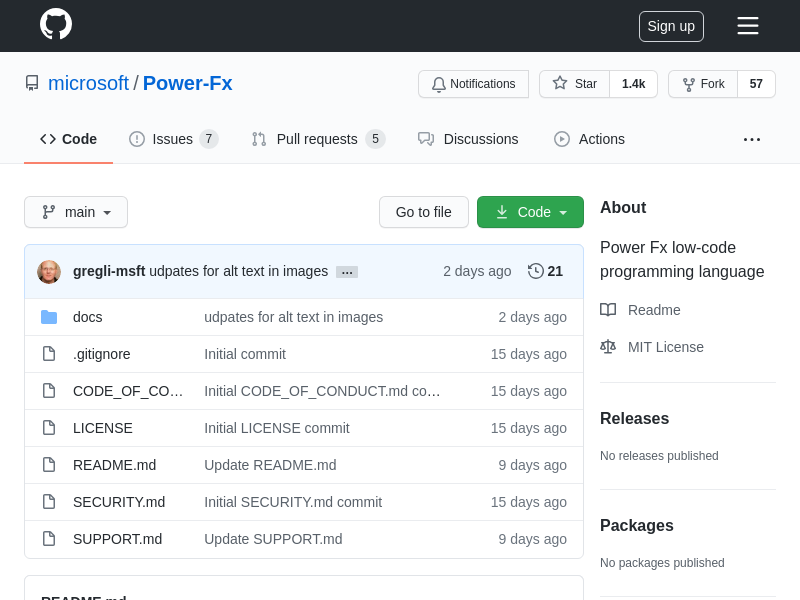 Sign up
microsoft / Power-Fx
Notifications
Star 1.4k
Fork 57
Code
Issues 7
Pull requests 5
Discussions
Actions
main
Go to file
Code
gregli-msft udpates for alt text in images ... 2 days ago 21
docs udpates for alt text in images 2 days ago
.gitignore Initial commit 15 days ago
CODE_OF_CO… Initial CODE_OF_CONDUCT.md co… 15 days ago
LICENSE Initial LICENSE commit 15 days ago
README.md Update README.md 9 days ago
SECURITY.md Initial SECURITY.md commit 15 days ago
SUPPORT.md Update SUPPORT.md 9 days ago
README.md
About
Power Fx low-code
programming language
Readme
MIT License
Releases
No releases published
Packages
No packages published